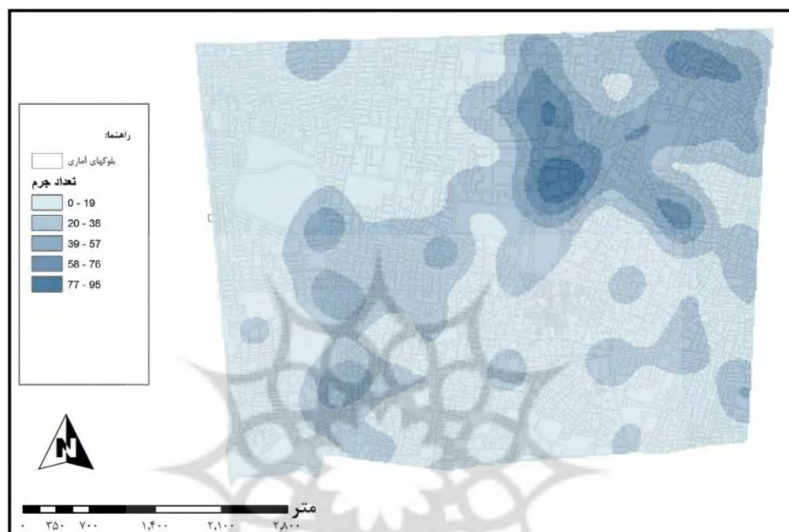 راهنما:
بلوکهای آماری
تعداد جرم
0 - 19
20 - 38
39 - 57
58 - 76
77 - 95
N
متر
۰ ۳۵۰ ۷۰۰ ۱,۴۰۰ ۲,۱۰۰ ۲,۸۰۰